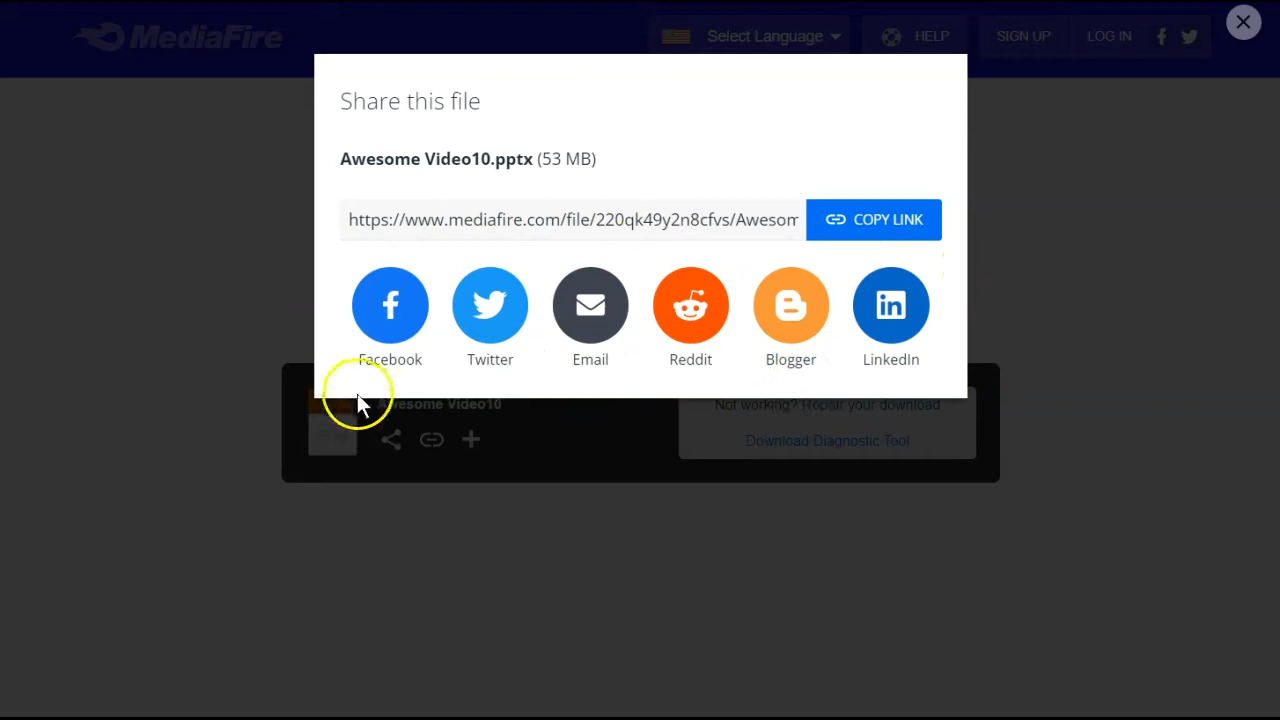 MediaFire
Select Language
HELP
SIGN UP
LOG IN
Share this file
Awesome Video10.pptx (53 MB)
https://www.mediafire.com/file/220qk49y2n8cfvs/Awesom
COPY LINK
Facebook
Twitter
Email
Reddit
Blogger
LinkedIn
Awesome Video10
Not working? Repair your download
Download Diagnostic Tool